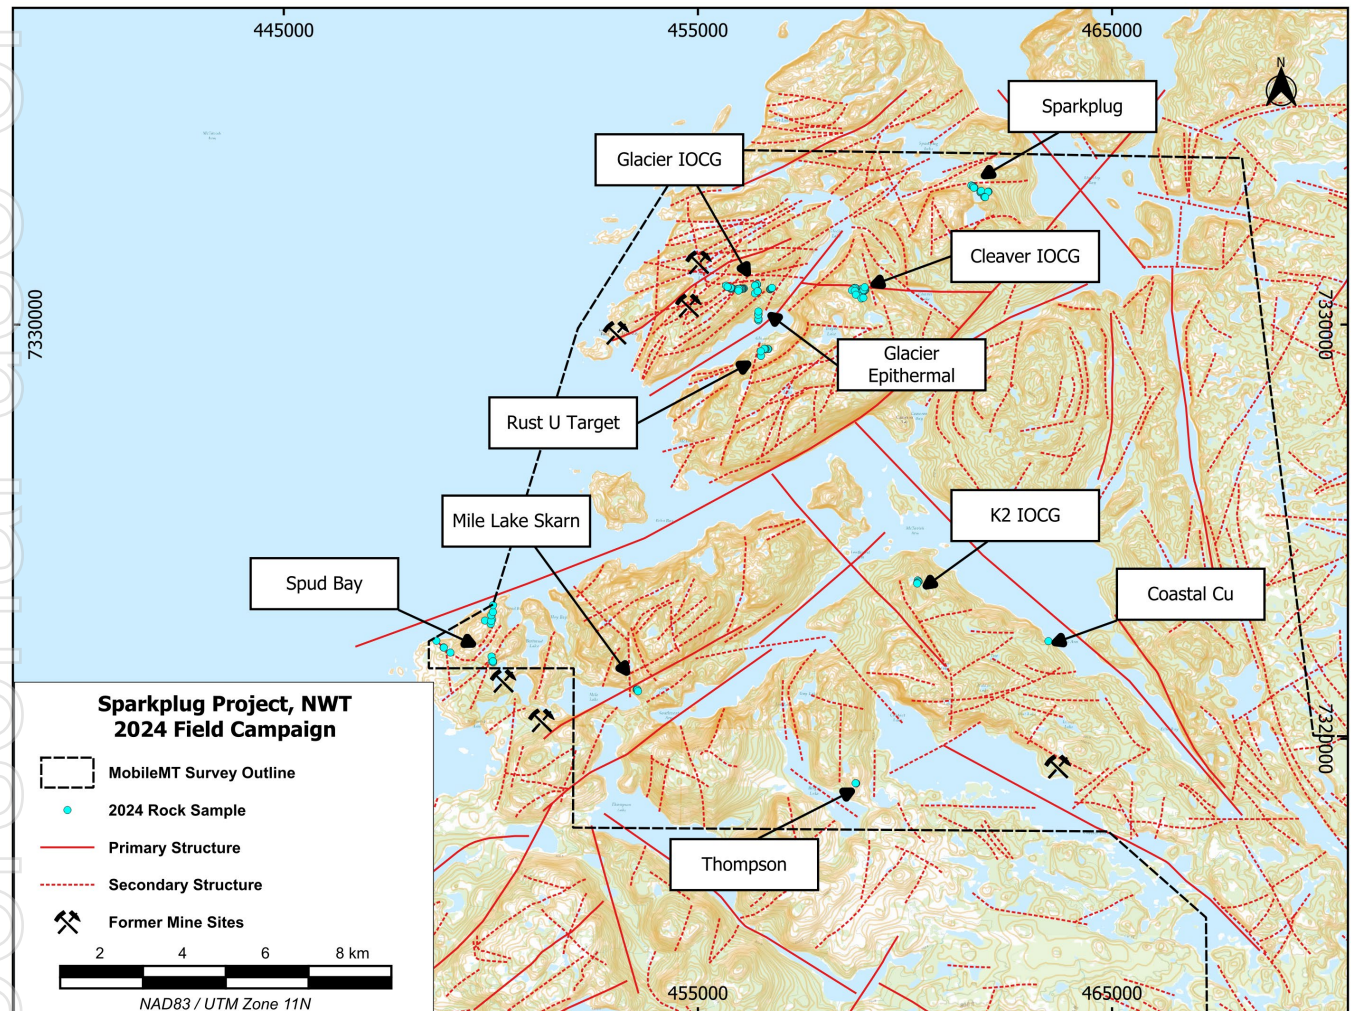 445000
455000
465000
N
Sparkplug
Glacier IOCG
Cleaver IOCG
7330000
7330000
Glacier
Epithermal
Rust U Target
Mile Lake Skarn
K2 IOCG
Spud Bay
Coastal Cu
7320000
Thompson
Sparkplug Project, NWT
2024 Field Campaign
MobileMT Survey Outline
2024 Rock Sample
Primary Structure
Secondary Structure
Former Mine Sites
2 4 6 8 km
NAD83 / UTM Zone 11N
455000
465000